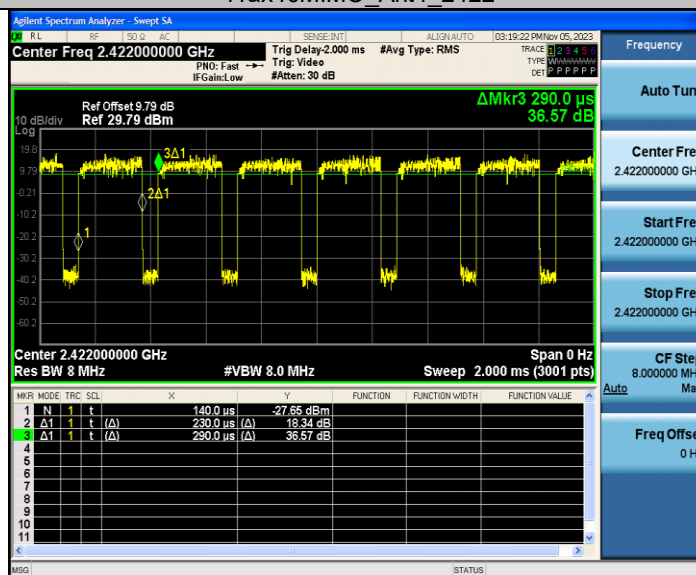 Agilent Spectrum Analyzer - Swept SA
RL RF 50 Ω AC SENSE:INT ALIGN AUTO 03:19:22 PM Nov 05, 2023
Center Freq 2.422000000 GHz
PNO: Fast
IFGain:Low
Trig Delay-2.000 ms
Trig: Video
#Atten: 30 dB
#Avg Type: RMS
TRACE 1 2 3 4 5 6
TYPE W
DET P P P P P P
Frequency
ΔMkr3 290.0 µs
36.57 dB
Ref Offset 9.79 dB
10 dB/div Ref 29.79 dBm
Log
19.8
9.79
-0.21
-10.2
-20.2
-30.2
-40.2
-50.2
-60.2
3Δ1
2Δ1
1
Center 2.422000000 GHz Span 0 Hz
Res BW 8 MHz #VBW 8.0 MHz Sweep 2.000 ms (3001 pts)
MKR MODE TRC SCL X Y FUNCTION FUNCTION WIDTH FUNCTION VALUE
1 N 1 t 140.0 µs -27.65 dBm
2 Δ1 1 t (Δ) 230.0 µs (Δ) 18.34 dB
3 Δ1 1 t (Δ) 290.0 µs (Δ) 36.57 dB
4
5
6
7
8
9
10
11
Auto Tun
Center Fre
2.422000000 GH
Start Fre
2.422000000 GH
Stop Fre
2.422000000 GH
CF Ste
8.000000 MH
Auto Ma
Freq Offse
0 H
MSG STATUS